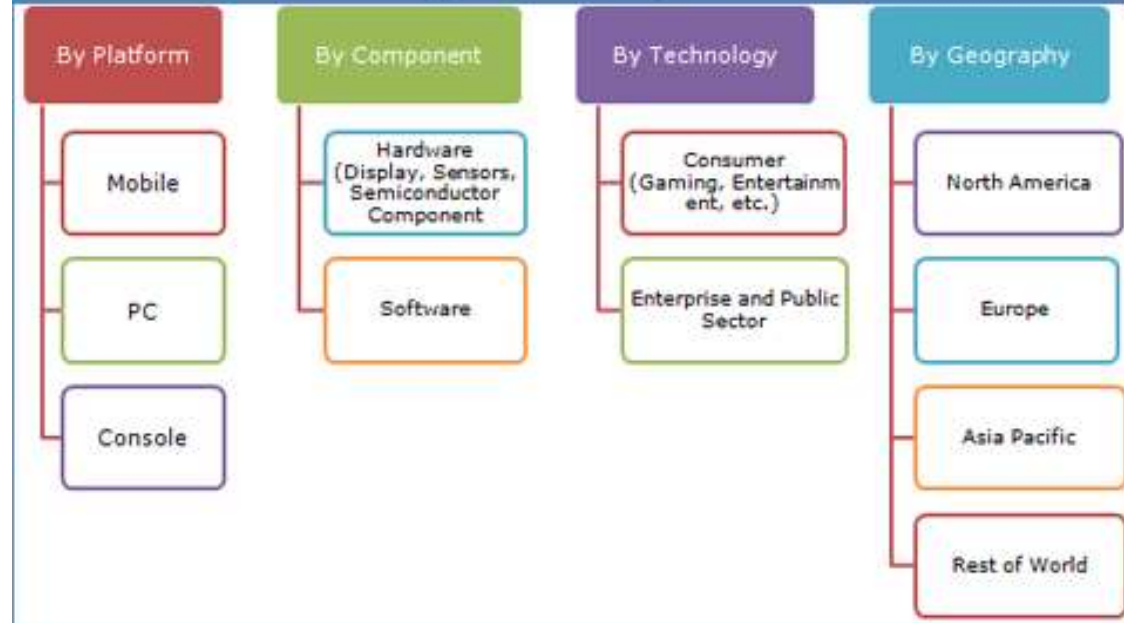 By Platform
Mobile
PC
Console
By Component
Hardware
(Display, Sensors,
Semiconductor
Component
Software
By Technology
Consumer
(Gaming, Entertainm
ent, etc.)
Enterprise and Public
Sector
By Geography
North America
Europe
Asia Pacific
Rest of World